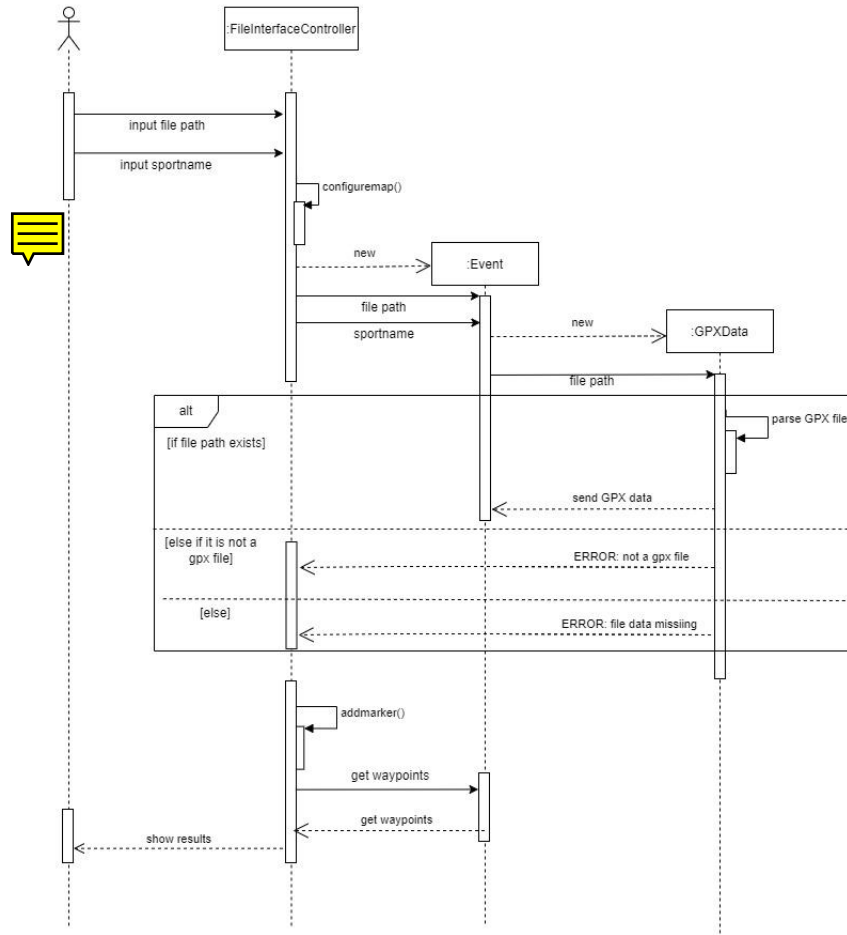 :FileInterfaceController
input file path
input sportname
configuremap()
new
:Event
file path
sportname
new
:GPXData
file path
alt
parse GPX file
[if file path exists]
send GPX data
[else if it is not a
gpx file]
ERROR: not a gpx file
[else]
ERROR: file data missiing
addmarker()
get waypoints
get waypoints
show results